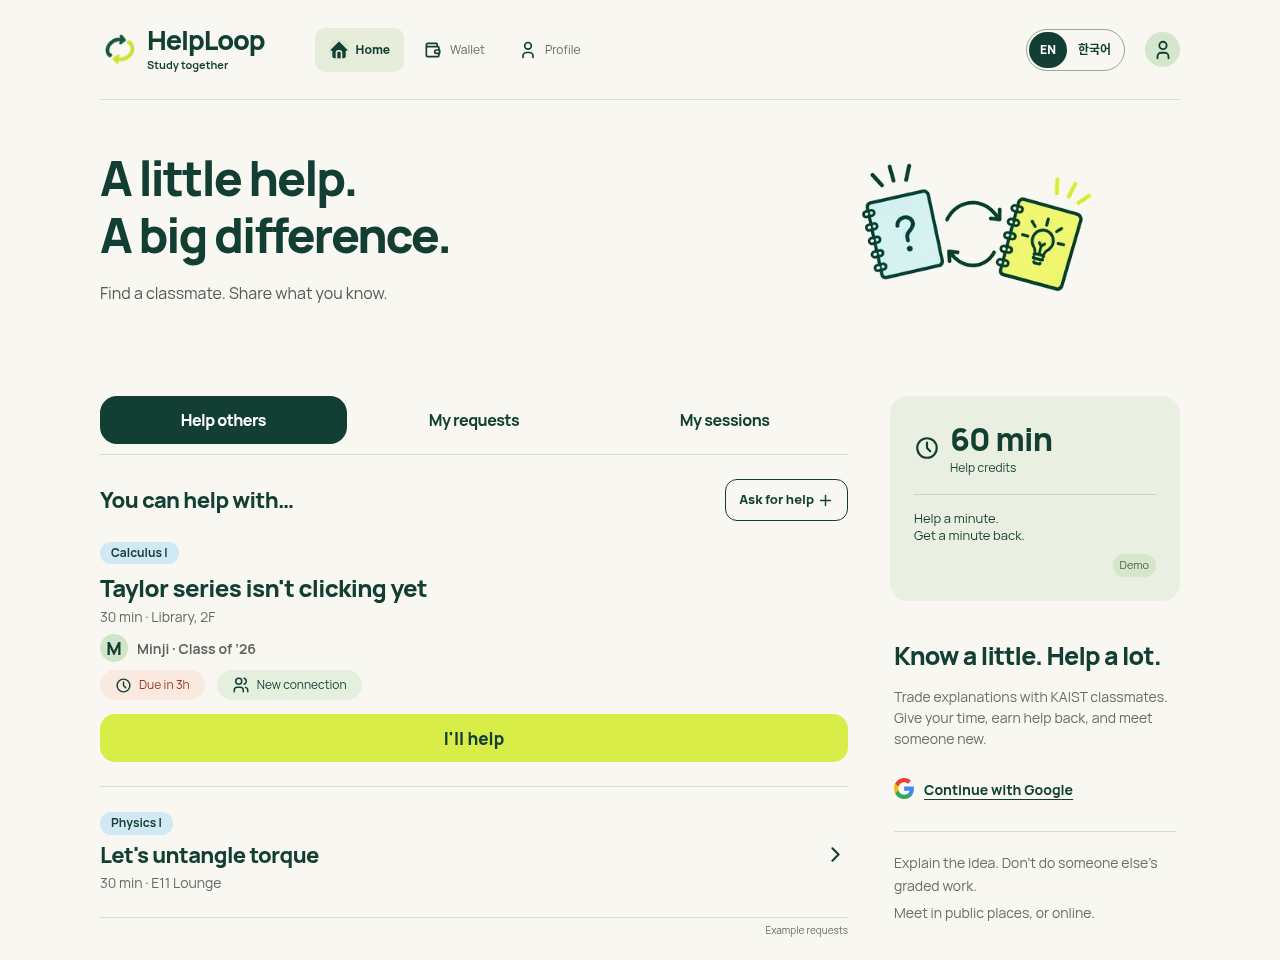 HelpLoop
Study together
Home
Wallet
Profile
EN
한국어
A little help.
A big difference.
Find a classmate. Share what you know.
?
Help others
My requests
My sessions
You can help with...
Ask for help +
Calculus I
Taylor series isn't clicking yet
30 min · Library, 2F
M
Minji · Class of ’26
Due in 3h
New connection
I'll help
Physics I
Let's untangle torque
30 min · E11 Lounge
Example requests
60 min
Help credits
Help a minute.
Get a minute back.
Demo
Know a little. Help a lot.
Trade explanations with KAIST classmates.
Give your time, earn help back, and meet
someone new.
Continue with Google
Explain the idea. Don’t do someone else’s
graded work.
Meet in public places, or online.